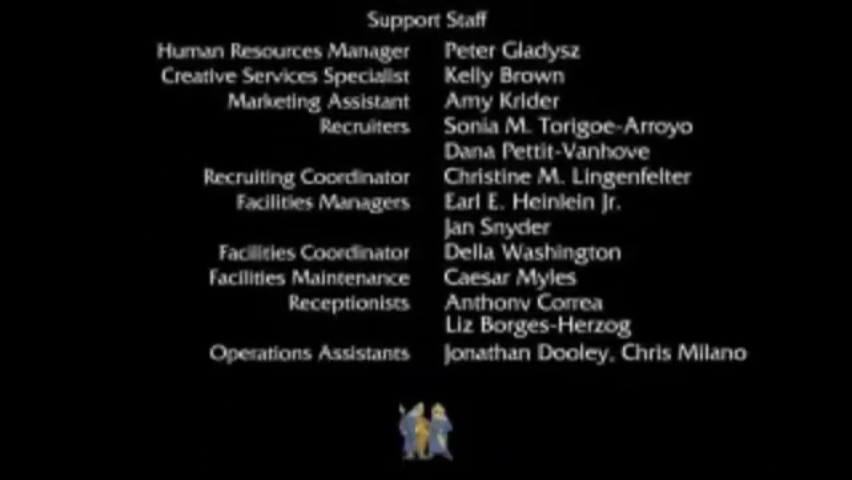 Support Staff
Human Resources Manager Peter Gladysz
Creative Services Specialist Kelly Brown
Marketing Assistant Amy Krider
Recruiters Sonia M. Torigoe-Arroyo
Dana Pettit-Vanhove
Recruiting Coordinator Christine M. Lingenfelter
Facilities Managers Earl E. Heinlein Jr.
Jan Snyder
Facilities Coordinator Della Washington
Facilities Maintenance Caesar Myles
Receptionists Anthony Correa
Liz Borges-Herzog
Operations Assistants Jonathan Dooley, Chris Milano